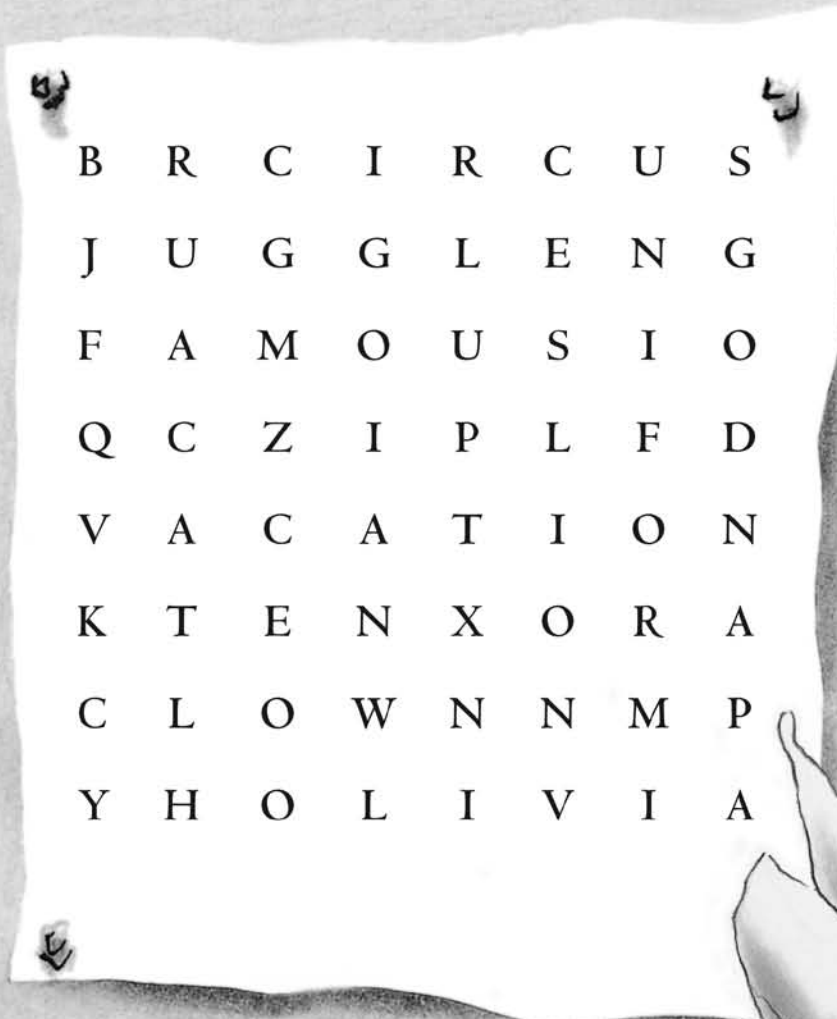 B R C I R C U S
J U G G L E N G
F A M O U S I O
Q C Z I P L F D
V A C A T I O N
K T E N X O R A
C L O W N N M P
Y H O L I V I A